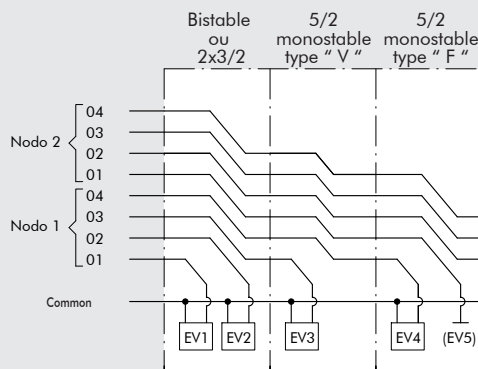 Bistable
ou
2x3/2
5/2
monostable
type “ V “
5/2
monostable
type “ F “
Nodo 2
04
03
02
01
Nodo 1
04
03
02
01
Common
EV1
EV2
EV3
EV4
(EV5)